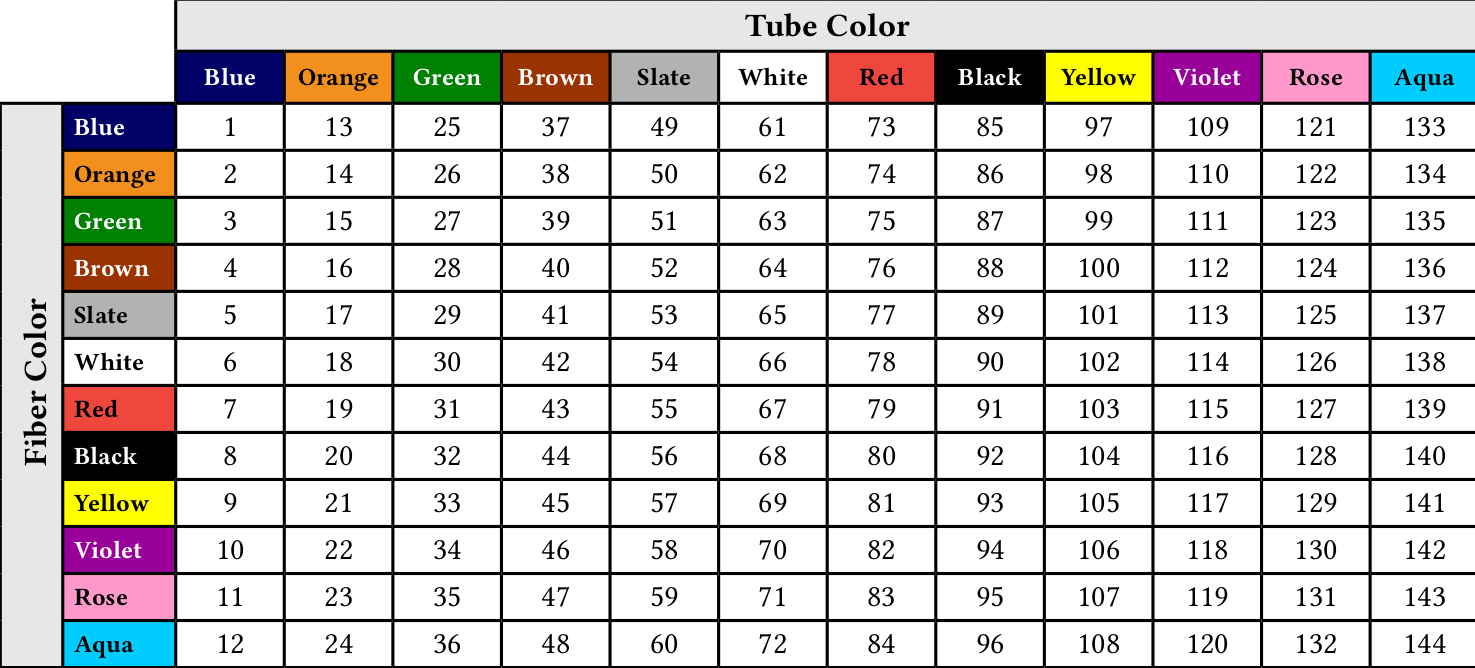 Tube Color
Blue Orange Green Brown Slate White Red Black Yellow Violet Rose Aqua
Fiber Color
Blue 1 13 25 37 49 61 73 85 97 109 121 133
Orange 2 14 26 38 50 62 74 86 98 110 122 134
Green 3 15 27 39 51 63 75 87 99 111 123 135
Brown 4 16 28 40 52 64 76 88 100 112 124 136
Slate 5 17 29 41 53 65 77 89 101 113 125 137
White 6 18 30 42 54 66 78 90 102 114 126 138
Red 7 19 31 43 55 67 79 91 103 115 127 139
Black 8 20 32 44 56 68 80 92 104 116 128 140
Yellow 9 21 33 45 57 69 81 93 105 117 129 141
Violet 10 22 34 46 58 70 82 94 106 118 130 142
Rose 11 23 35 47 59 71 83 95 107 119 131 143
Aqua 12 24 36 48 60 72 84 96 108 120 132 144